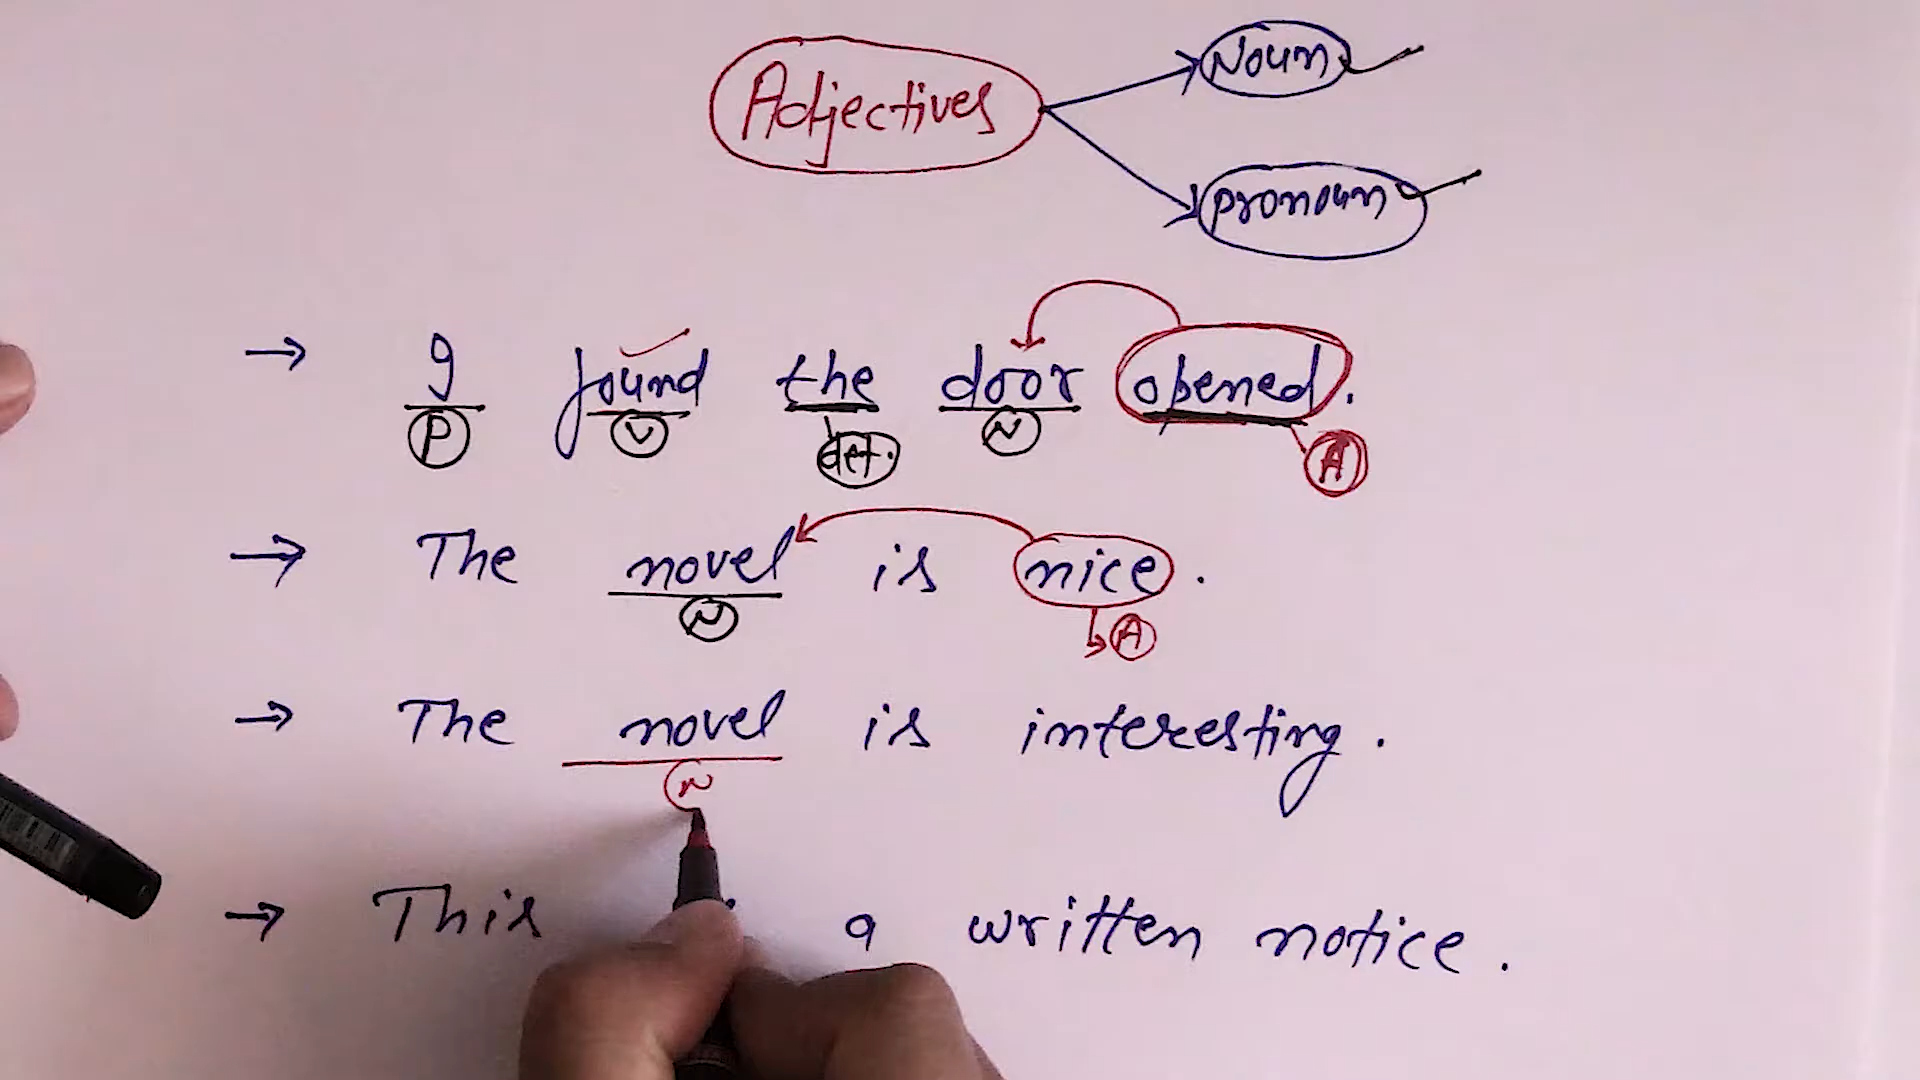 Adjectives
Noun
pronoun
I found the door opened.
P V det. N A
The novel is nice.
N A
The novel is interesting.
N
This a written notice.